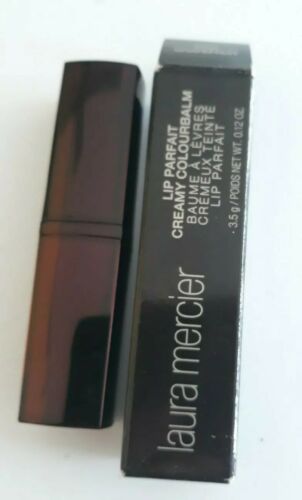 LIP PARFAIT
CREAMY COLOURBALM
BAUME À LÈVRES
CRÉMEUX TEINTÉ
LIP PARFAIT
· 3.5 g / POIDS NET WT. 0.12 OZ.
laura mercier